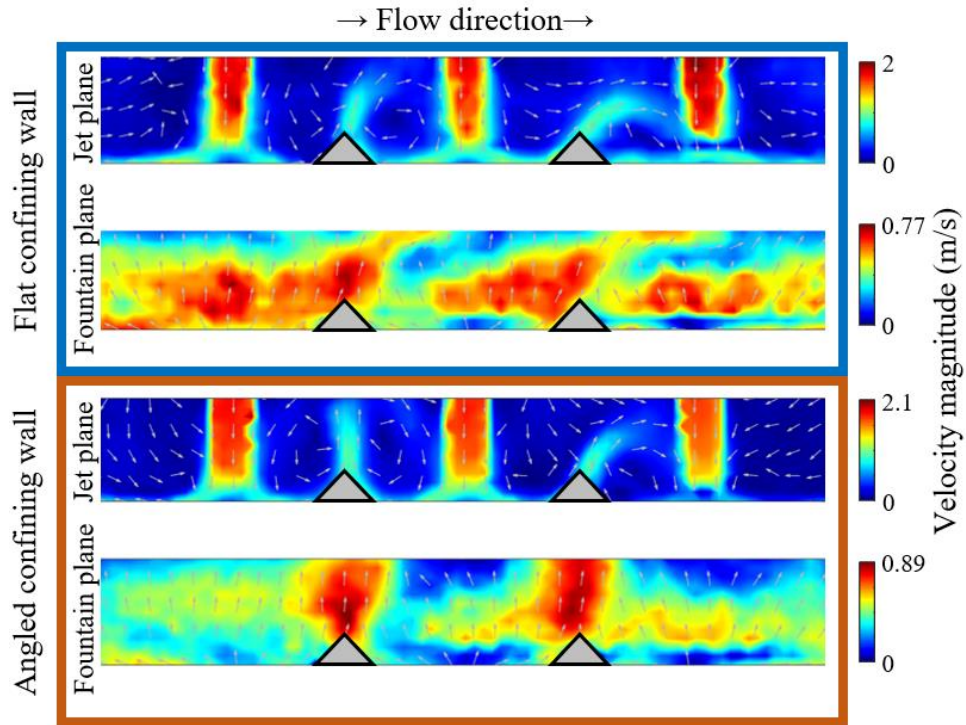 → Flow direction→
Flat confining wall
Jet plane
2
0
Fountain plane
0.77
0
Angled confining wall
Jet plane
2.1
0
Fountain plane
0.89
0
Velocity magnitude (m/s)